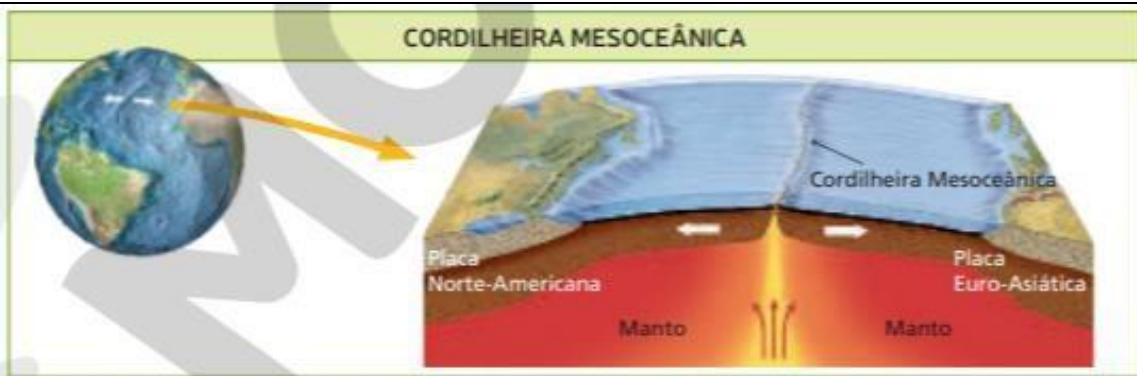 CORDILHEIRA MESOCEÂNICA
Cordilheira Mesoceânica
Placa
Norte-Americana
Placa
Euro-Asiática
Manto
Manto